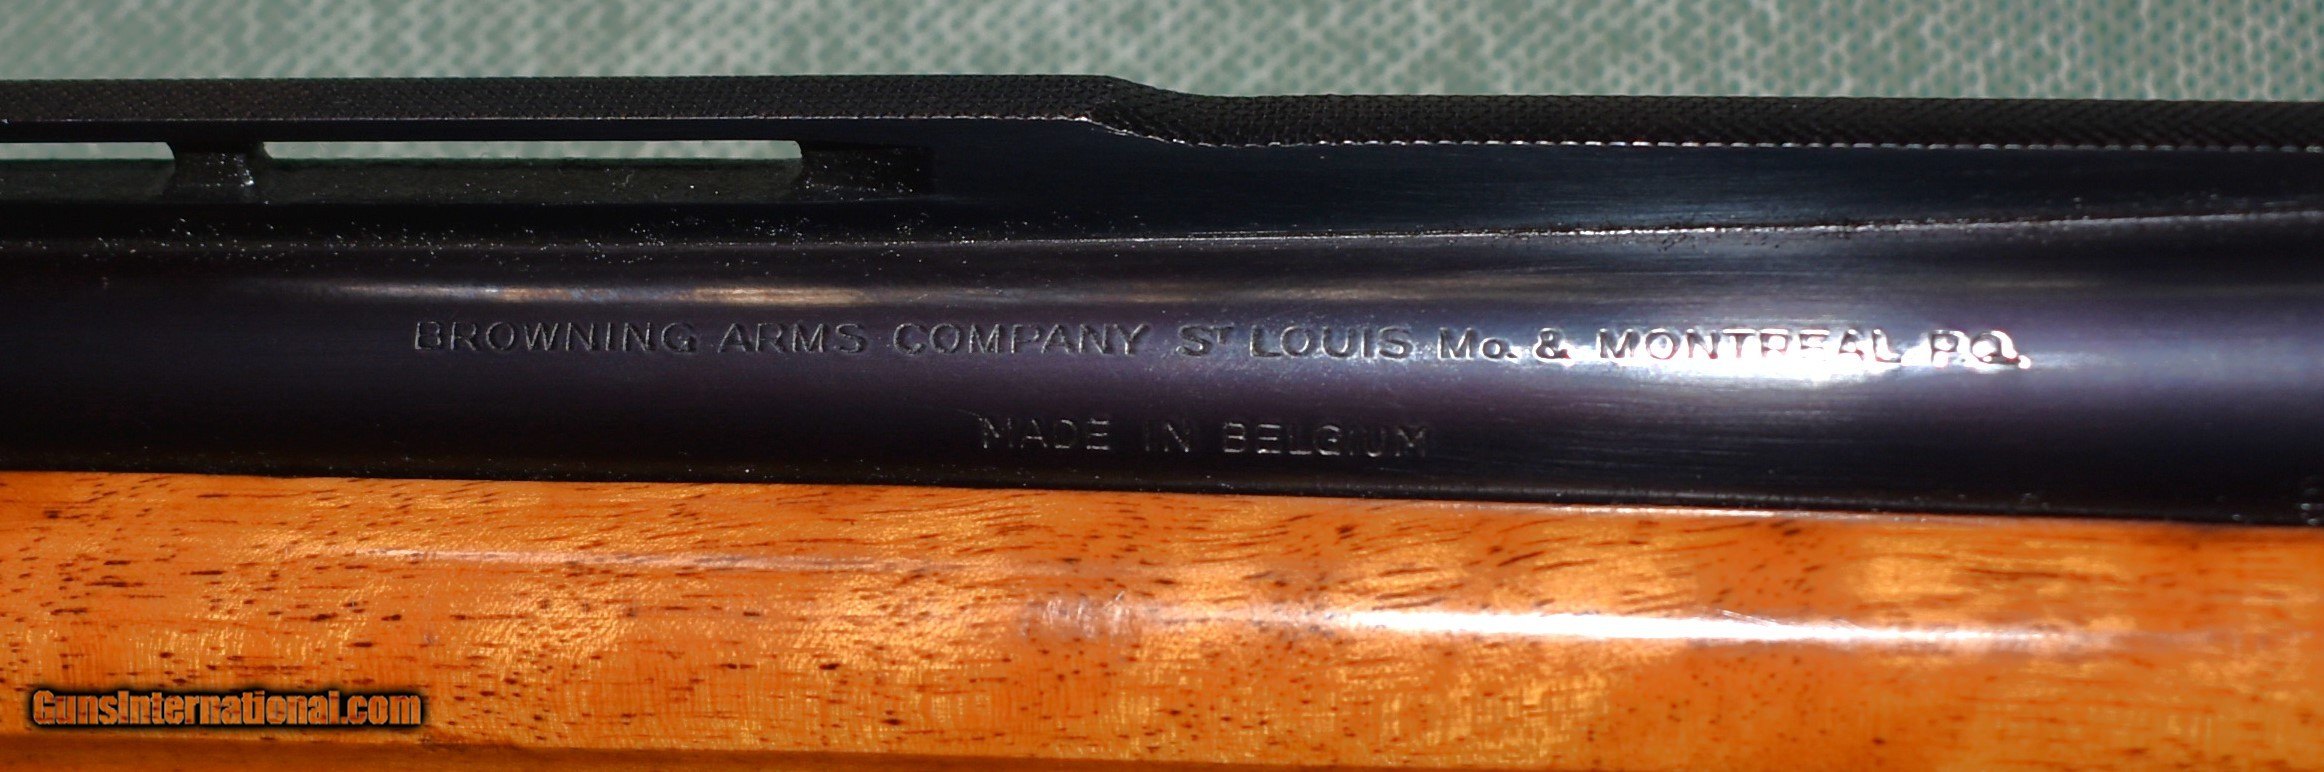 BROWNING ARMS COMPANY ST LOUIS Mo. & MONTREAL P.Q.
MADE IN BELGIUM
GunsInternational.com